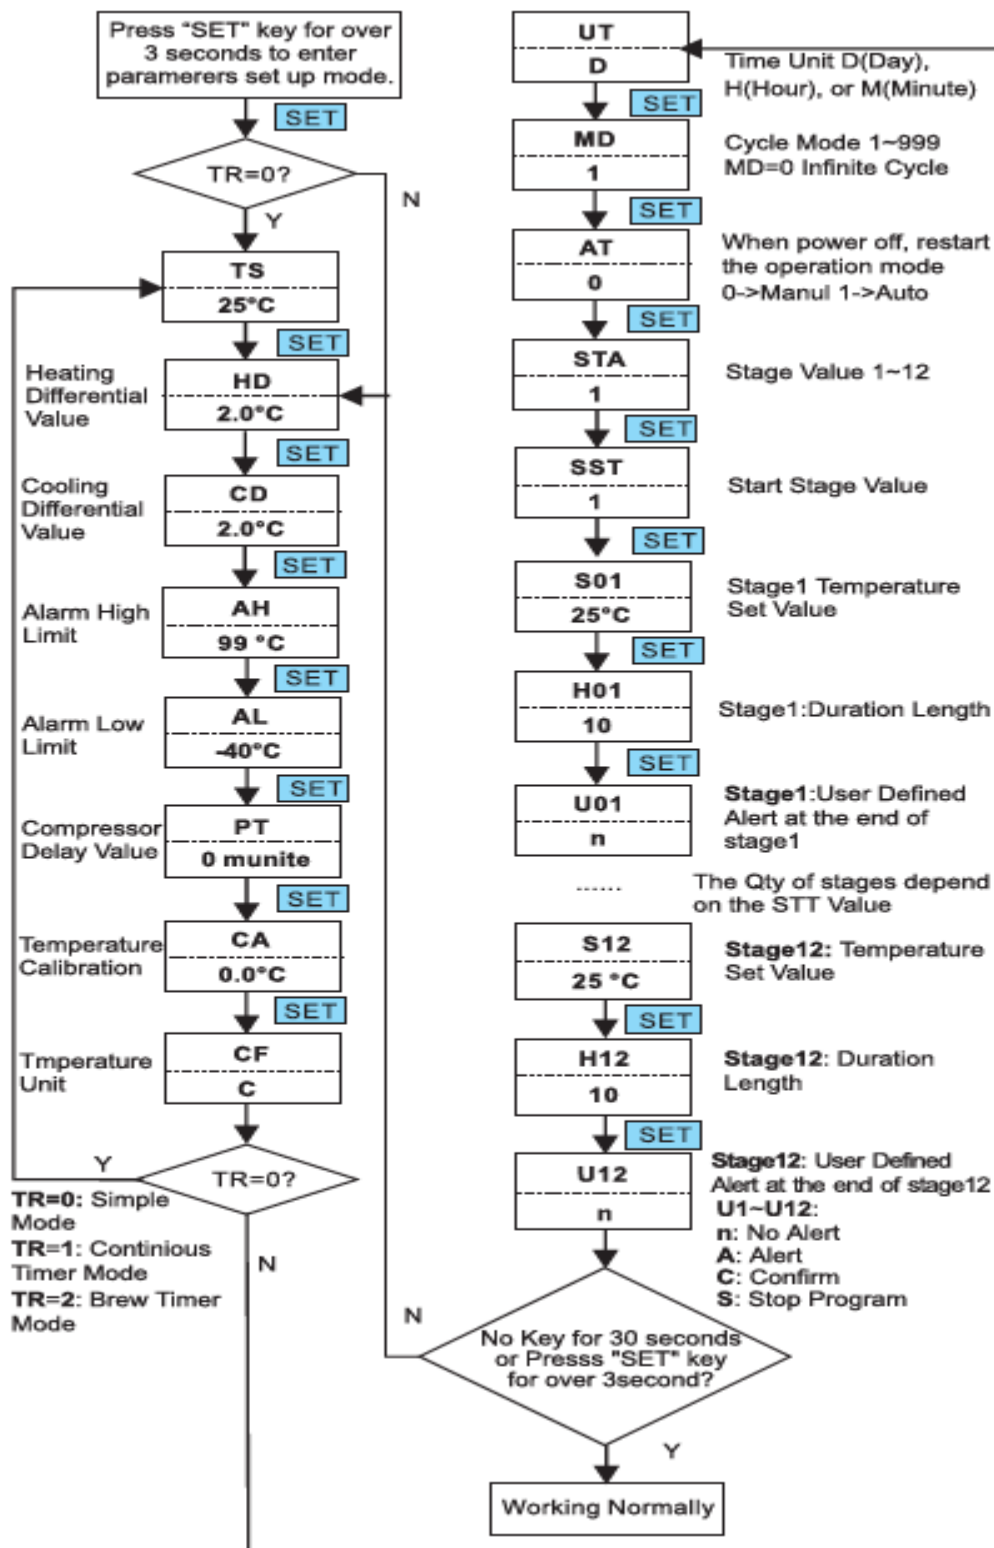 Press "SET" key for over
3 seconds to enter
paramerers set up mode.
SET
TR=0?
N
Y
TS
25°C
SET
Heating
Differential
Value
HD
2.0°C
SET
Cooling
Differential
Value
CD
2.0°C
SET
Alarm High
Limit
AH
99 °C
SET
Alarm Low
Limit
AL
-40°C
SET
Compressor
Delay Value
PT
0 munite
SET
Temperature
Calibration
CA
0.0°C
SET
Tmperature
Unit
CF
C
TR=0?
Y
N
TR=0: Simple
Mode
TR=1: Continious
Timer Mode
TR=2: Brew Timer
Mode
UT
D
Time Unit D(Day),
H(Hour), or M(Minute)
SET
MD
1
Cycle Mode 1~999
MD=0 Infinite Cycle
SET
AT
0
When power off, restart
the operation mode
0->Manul 1->Auto
SET
STA
1
Stage Value 1~12
SET
SST
1
Start Stage Value
SET
S01
25°C
Stage1 Temperature
Set Value
SET
H01
10
Stage1:Duration Length
SET
U01
n
Stage1:User Defined
Alert at the end of
stage1
......
The Qty of stages depend
on the STT Value
S12
25 °C
Stage12: Temperature
Set Value
SET
H12
10
Stage12: Duration
Length
SET
U12
n
Stage12: User Defined
Alert at the end of stage12
U1~U12:
n: No Alert
A: Alert
C: Confirm
S: Stop Program
N
No Key for 30 seconds
or Presss "SET" key
for over 3second?
Y
Working Normally